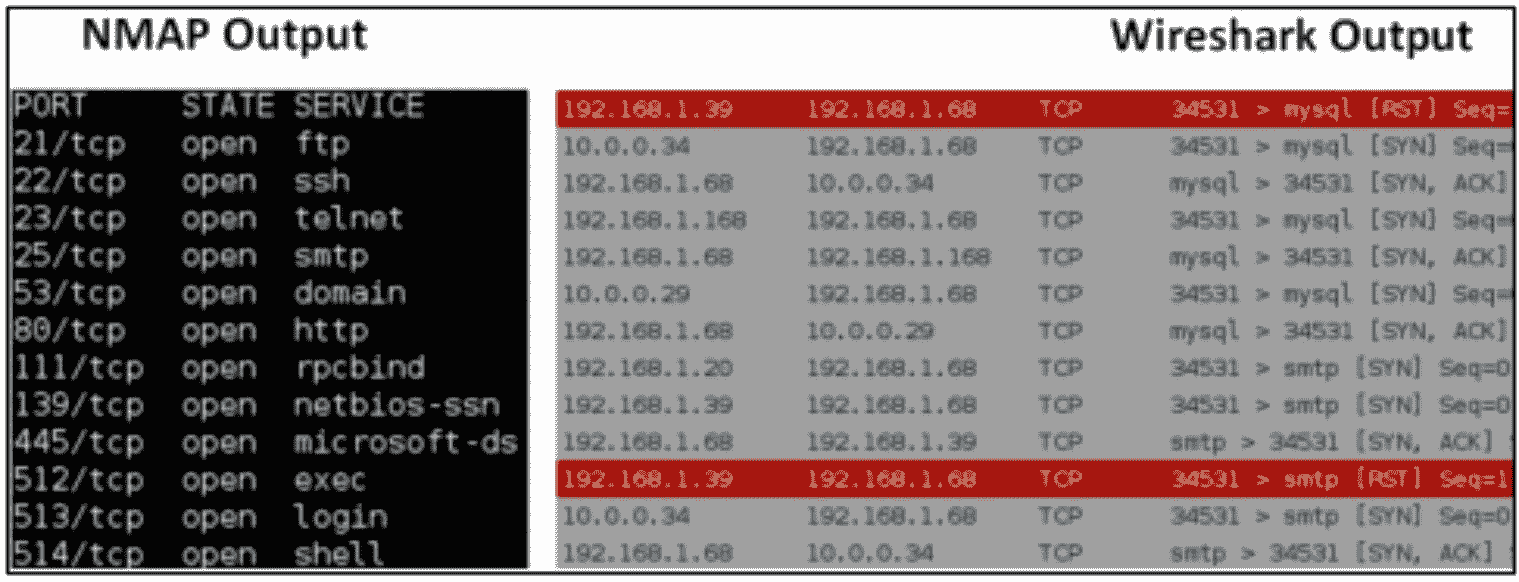 NMAP Output
Wireshark Output
PORT STATE SERVICE
21/tcp open ftp
22/tcp open ssh
23/tcp open telnet
25/tcp open smtp
53/tcp open domain
80/tcp open http
111/tcp open rpcbind
139/tcp open netbios-ssn
445/tcp open microsoft-ds
512/tcp open exec
513/tcp open login
514/tcp open shell
192.168.1.39 192.168.1.68 TCP 34531 > mysql [RST] Seq=
10.0.0.34 192.168.1.68 TCP 34531 > mysql [SYN] Seq=
192.168.1.68 10.0.0.34 TCP mysql > 34531 [SYN, ACK]
192.168.1.168 192.168.1.68 TCP 34531 > mysql [SYN] Seq=
192.168.1.68 192.168.1.168 TCP mysql > 34531 [SYN, ACK]
10.0.0.29 192.168.1.68 TCP 34531 > mysql [SYN] Seq=
192.168.1.68 10.0.0.29 TCP mysql > 34531 [SYN, ACK]
192.168.1.20 192.168.1.68 TCP 34531 > smtp [SYN] Seq=0
192.168.1.39 192.168.1.68 TCP 34531 > smtp [SYN] Seq=0
192.168.1.68 192.168.1.39 TCP smtp > 34531 [SYN, ACK]
192.168.1.39 192.168.1.68 TCP 34531 > smtp [RST] Seq=1
10.0.0.34 192.168.1.68 TCP 34531 > smtp [SYN] Seq=0
192.168.1.68 10.0.0.34 TCP smtp > 34531 [SYN, ACK]